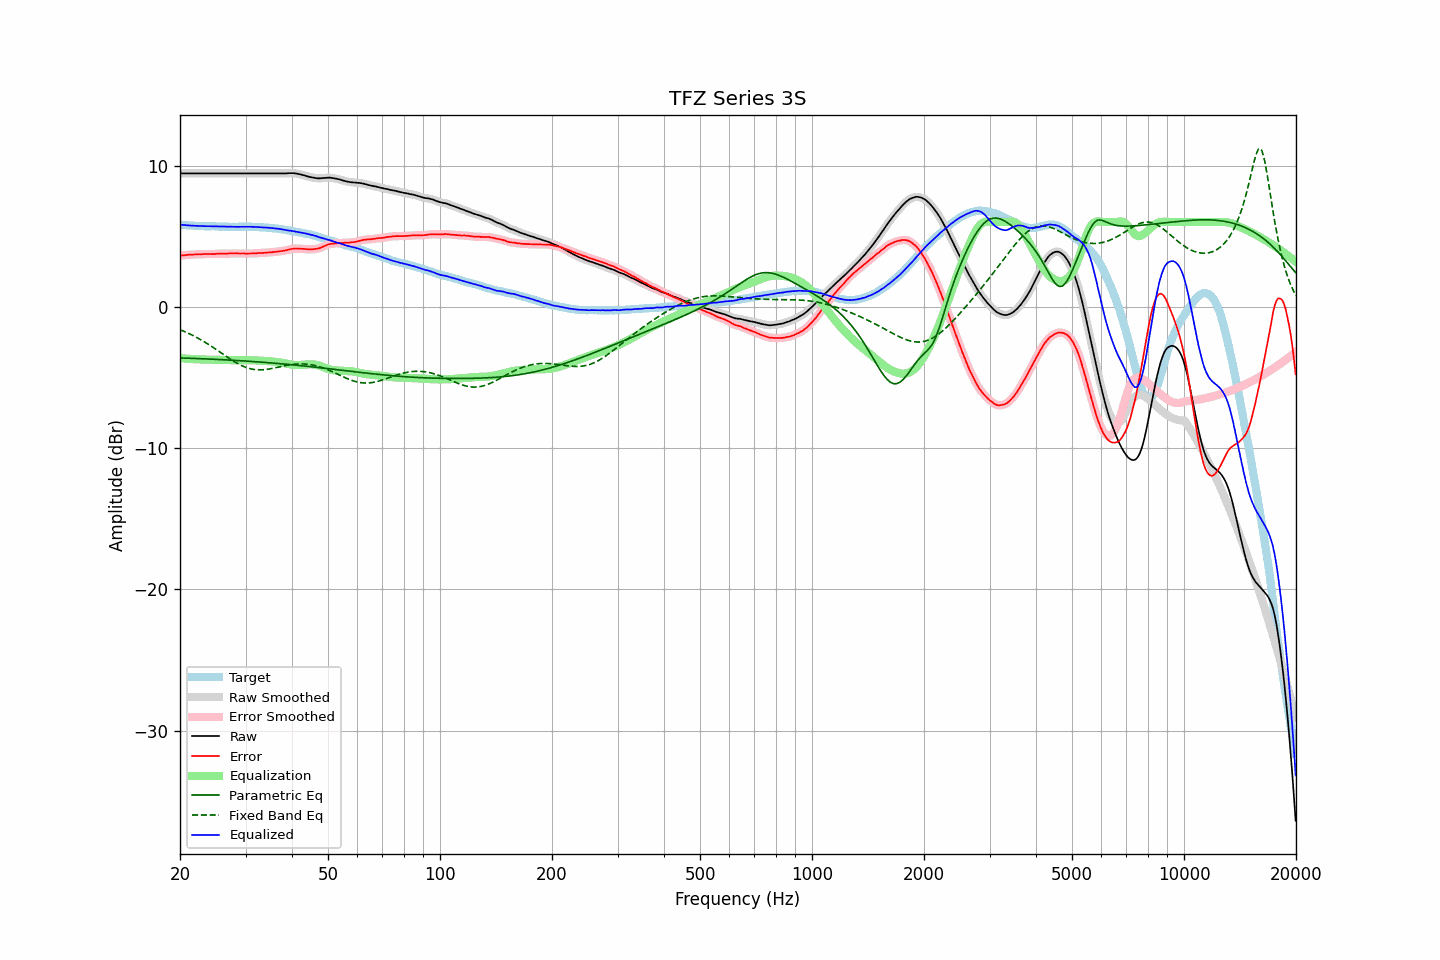 TFZ Series 3S
Amplitude (dBr)
10
0
−10
−20
−30
Target
Raw Smoothed
Error Smoothed
Raw
Error
Equalization
Parametric Eq
Fixed Band Eq
Equalized
20 50 100 200 500 1000 2000 5000 10000 20000
Frequency (Hz)